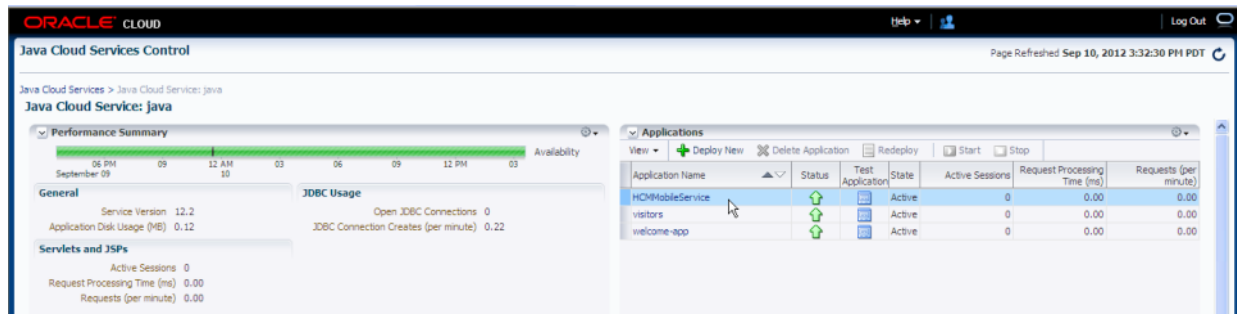 ORACLE CLOUD Help Log Out
Java Cloud Services Control
Page Refreshed Sep 10, 2012 3:32:30 PM PDT
Java Cloud Services > Java Cloud Service: java
Java Cloud Service: java
Performance Summary
Availability
06 PM 09 12 AM 03 06 09 12 PM 03
September 09 10
General
Service Version 12.2
Application Disk Usage (MB) 0.12
JDBC Usage
Open JDBC Connections 0
JDBC Connection Creates (per minute) 0.22
Servlets and JSPs
Active Sessions 0
Request Processing Time (ms) 0.00
Requests (per minute) 0.00
Applications
View Deploy New Delete Application Redeploy Start Stop
Application Name Status Test Application State Active Sessions Request Processing Time (ms) Requests (per minute)
HCMMobileService Active 0 0.00 0.00
visitors Active 0 0.00 0.00
welcome-app Active 0 0.00 0.00